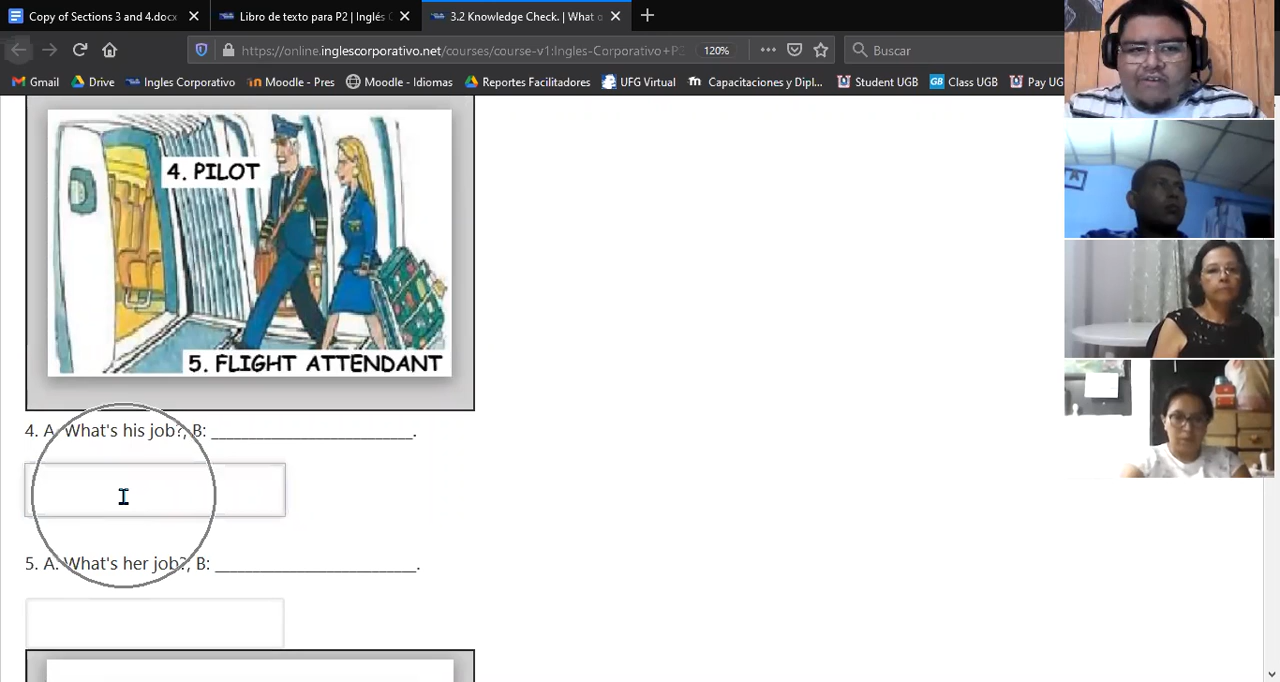 Copy of Sections 3 and 4.docx
Libro de texto para P2 | Inglés
3.2 Knowledge Check. | What
https://online.inglescorporativo.net/courses/course-v1:Ingles-Corporativo+P
120%
Buscar
Gmail
Drive
Ingles Corporativo
Moodle - Pres
Moodle - Idiomas
Reportes Facilitadores
UFG Virtual
Capacitaciones y Dipl...
Student UGB
GB Class UGB
Pay UG
4. PILOT
5. FLIGHT ATTENDANT
4. A. What's his job?, B: _________________________.
5. A. What's her job?, B: _________________________.